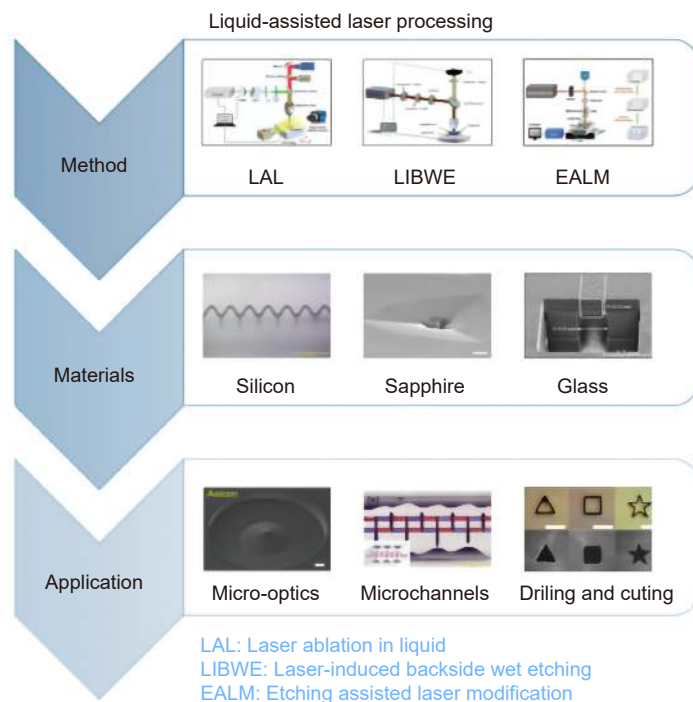 Liquid-assisted laser processing
Method
LAL
LIBWE
EALM
Materials
Silicon
Sapphire
Glass
Application
Axicon
Micro-optics
Microchannels
Driling and cuting
LAL: Laser ablation in liquid
LIBWE: Laser-induced backside wet etching
EALM: Etching assisted laser modification